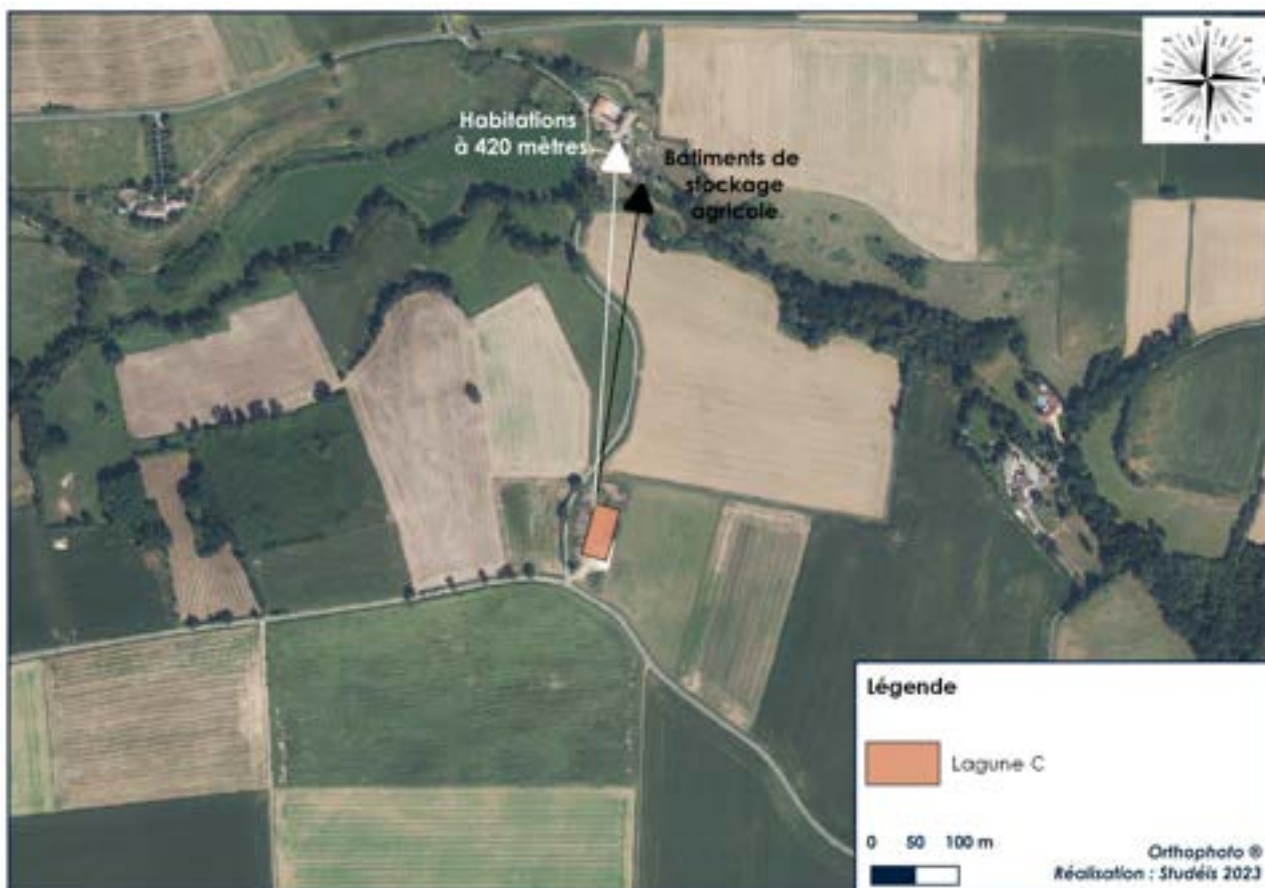 Habitations
à 420 mètres
Bâtiments de
stockage
agricole
Légende
Lagune C
0 50 100 m
Orthophoto ®
Réalisation : Studéis 2023